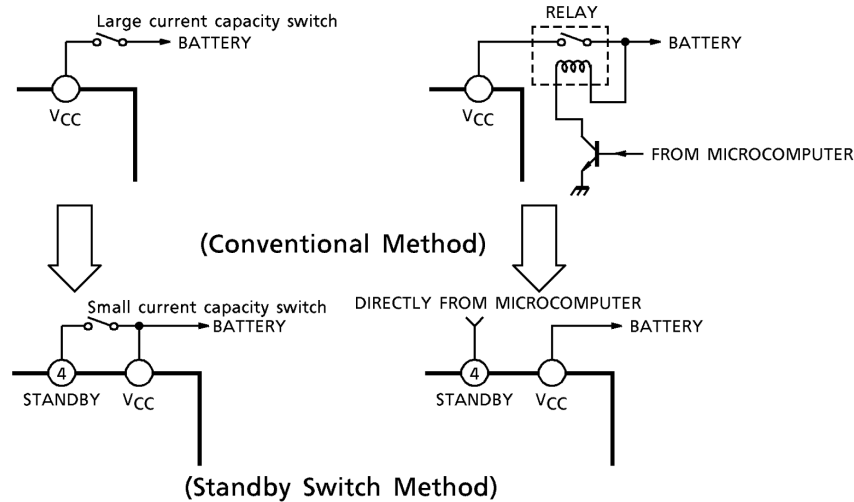 Large current capacity switch
BATTERY
VCC
RELAY
BATTERY
VCC
FROM MICROCOMPUTER
(Conventional Method)
Small current capacity switch
BATTERY
4
STANDBY
VCC
DIRECTLY FROM MICROCOMPUTER
BATTERY
4
STANDBY
VCC
(Standby Switch Method)